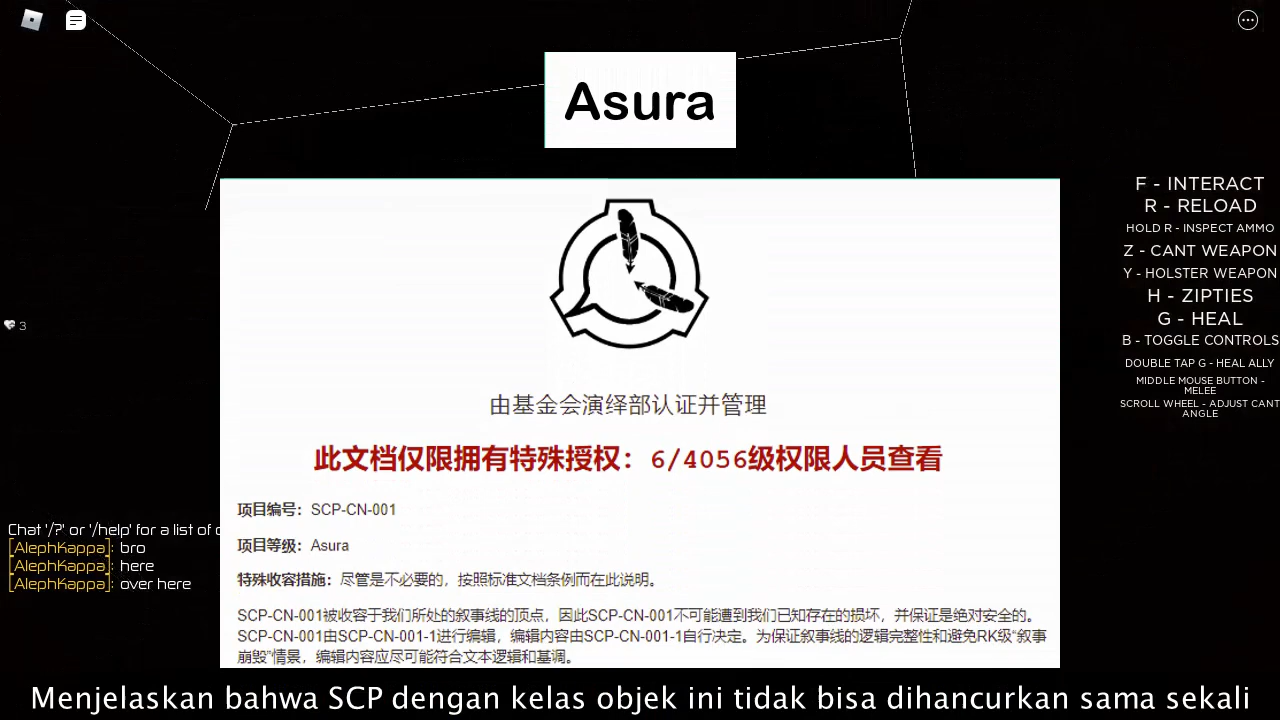 Asura
由基金会演绎部认证并管理
此文档仅限拥有特殊授权：6/4056级权限人员查看
项目编号：SCP-CN-001
项目等级：Asura
特殊收容措施：尽管是不必要的，按照标准文档条例而在此说明。
SCP-CN-001被收容于我们所处的叙事线的顶点，因此SCP-CN-001不可能遭到我们已知存在的损坏，并保证是绝对安全的。
SCP-CN-001由SCP-CN-001-1进行编辑，编辑内容由SCP-CN-001-1自行决定。为保证叙事线的逻辑完整性和避免RK级“叙事
崩毁”情景，编辑内容应尽可能符合文本逻辑和基调。
F - INTERACT
R - RELOAD
HOLD R - INSPECT AMMO
Z - CANT WEAPON
Y - HOLSTER WEAPON
H - ZIPTIES
G - HEAL
B - TOGGLE CONTROLS
DOUBLE TAP G - HEAL ALLY
MIDDLE MOUSE BUTTON -
MELEE
SCROLL WHEEL - ADJUST CANT
ANGLE
3
Chat '/?' or '/help' for a list of
[AlephKappa]: bro
[AlephKappa]: here
[AlephKappa]: over here
Menjelaskan bahwa SCP dengan kelas objek ini tidak bisa dihancurkan sama sekali